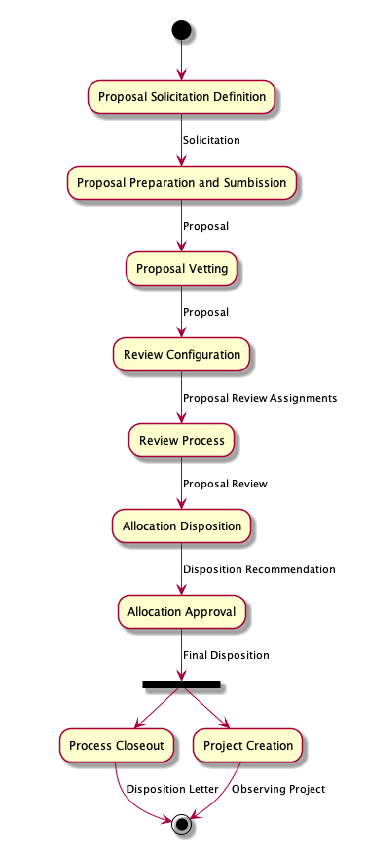 Proposal Solicitation Definition
Solicitation
Proposal Preparation and Sumbission
Proposal
Proposal Vetting
Proposal
Review Configuration
Proposal Review Assignments
Review Process
Proposal Review
Allocation Disposition
Disposition Recommendation
Allocation Approval
Final Disposition
Process Closeout
Project Creation
Disposition Letter
Observing Project